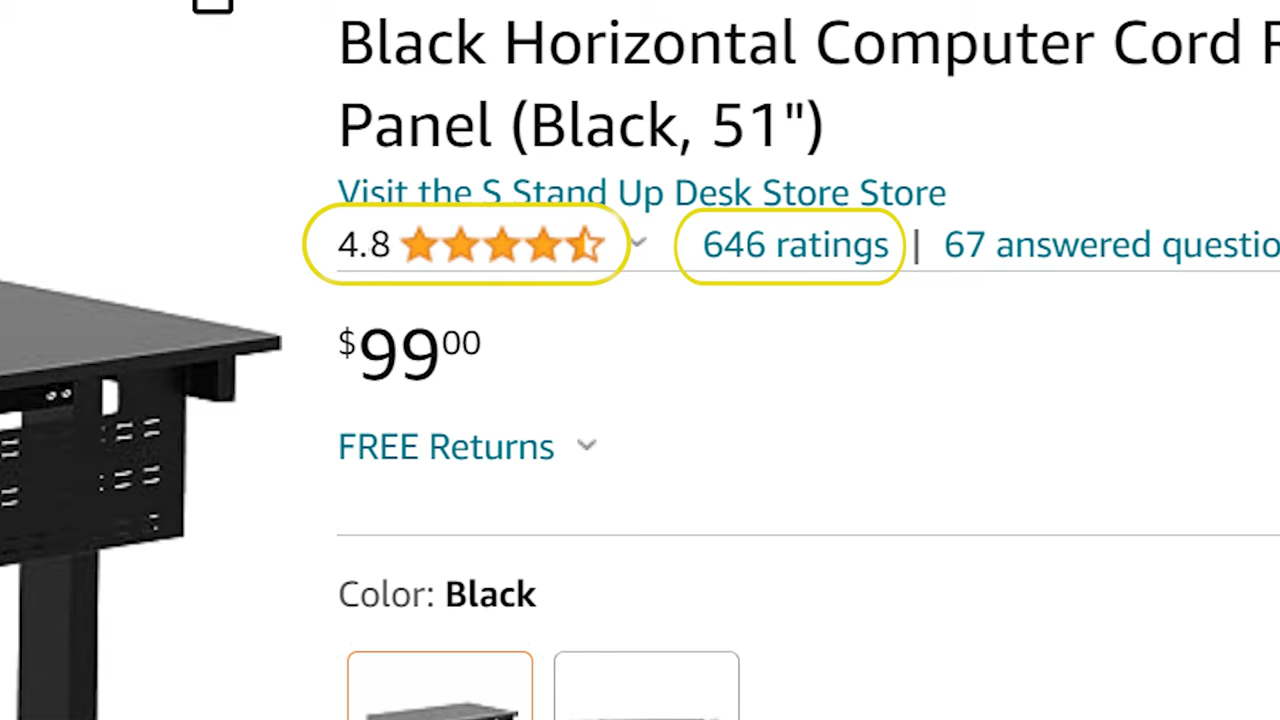 Black Horizontal Computer Cord
Panel (Black, 51")
Visit the S Stand Up Desk Store Store
4.8 646 ratings | 67 answered questio
$9900
FREE Returns
Color: Black